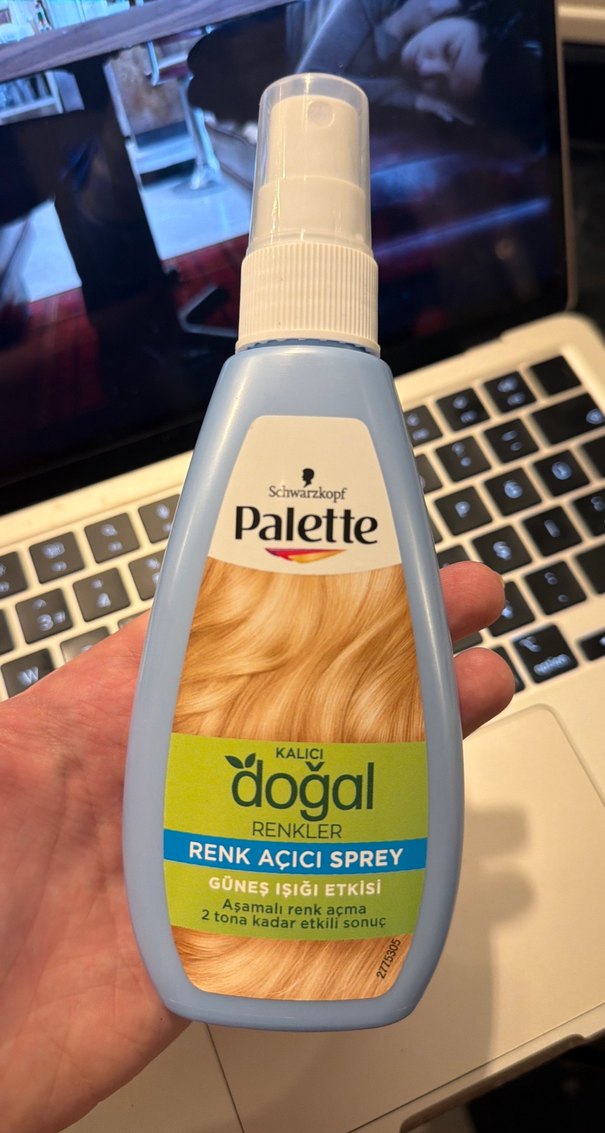 Schwarzkopf
Palette
KALICI
doğal
RENKLER
RENK AÇICI SPREY
GÜNEŞ IŞIĞI ETKİSİ
Aşamalı renk açma
2 tona kadar etkili sonuç
2775305